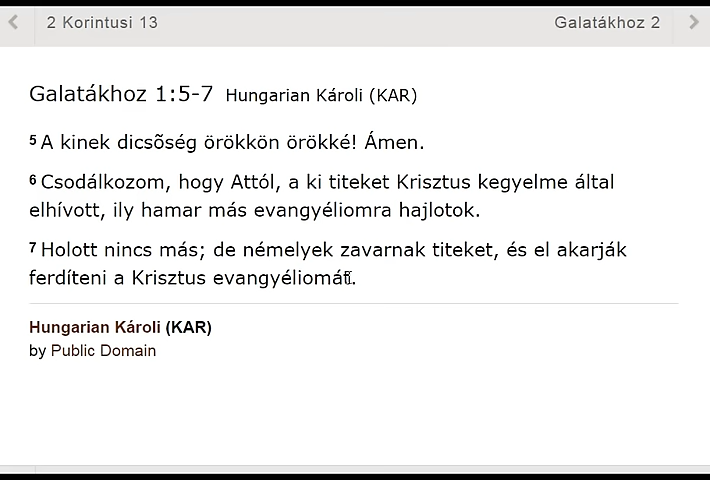 2 Korintusi 13 Galatákhoz 2
Galatákhoz 1:5-7 Hungarian Károli (KAR)
5 A kinek dicsõség örökkön örökké! Ámen.
6 Csodálkozom, hogy Attól, a ki titeket Krisztus kegyelme által
elhívott, ily hamar más evangyéliomra hajlotok.
7 Holott nincs más; de némelyek zavarnak titeket, és el akarják
ferdíteni a Krisztus evangyéliomát.
Hungarian Károli (KAR)
by Public Domain